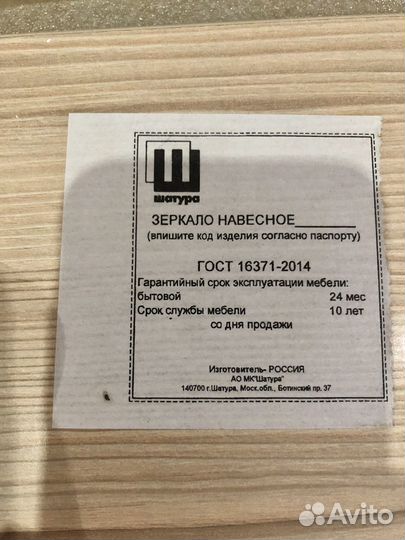 Ш
шатура
ЗЕРКАЛО НАВЕСНОЕ________
(впишите код изделия согласно паспорту)
ГОСТ 16371-2014
Гарантийный срок эксплуатации мебели:
бытовой 24 мес
Срок службы мебели 10 лет
со дня продажи
Изготовитель- РОССИЯ
АО МК"Шатура"
140700 г.Шатура, Моск.обл., Ботинский пр. 37
Avito